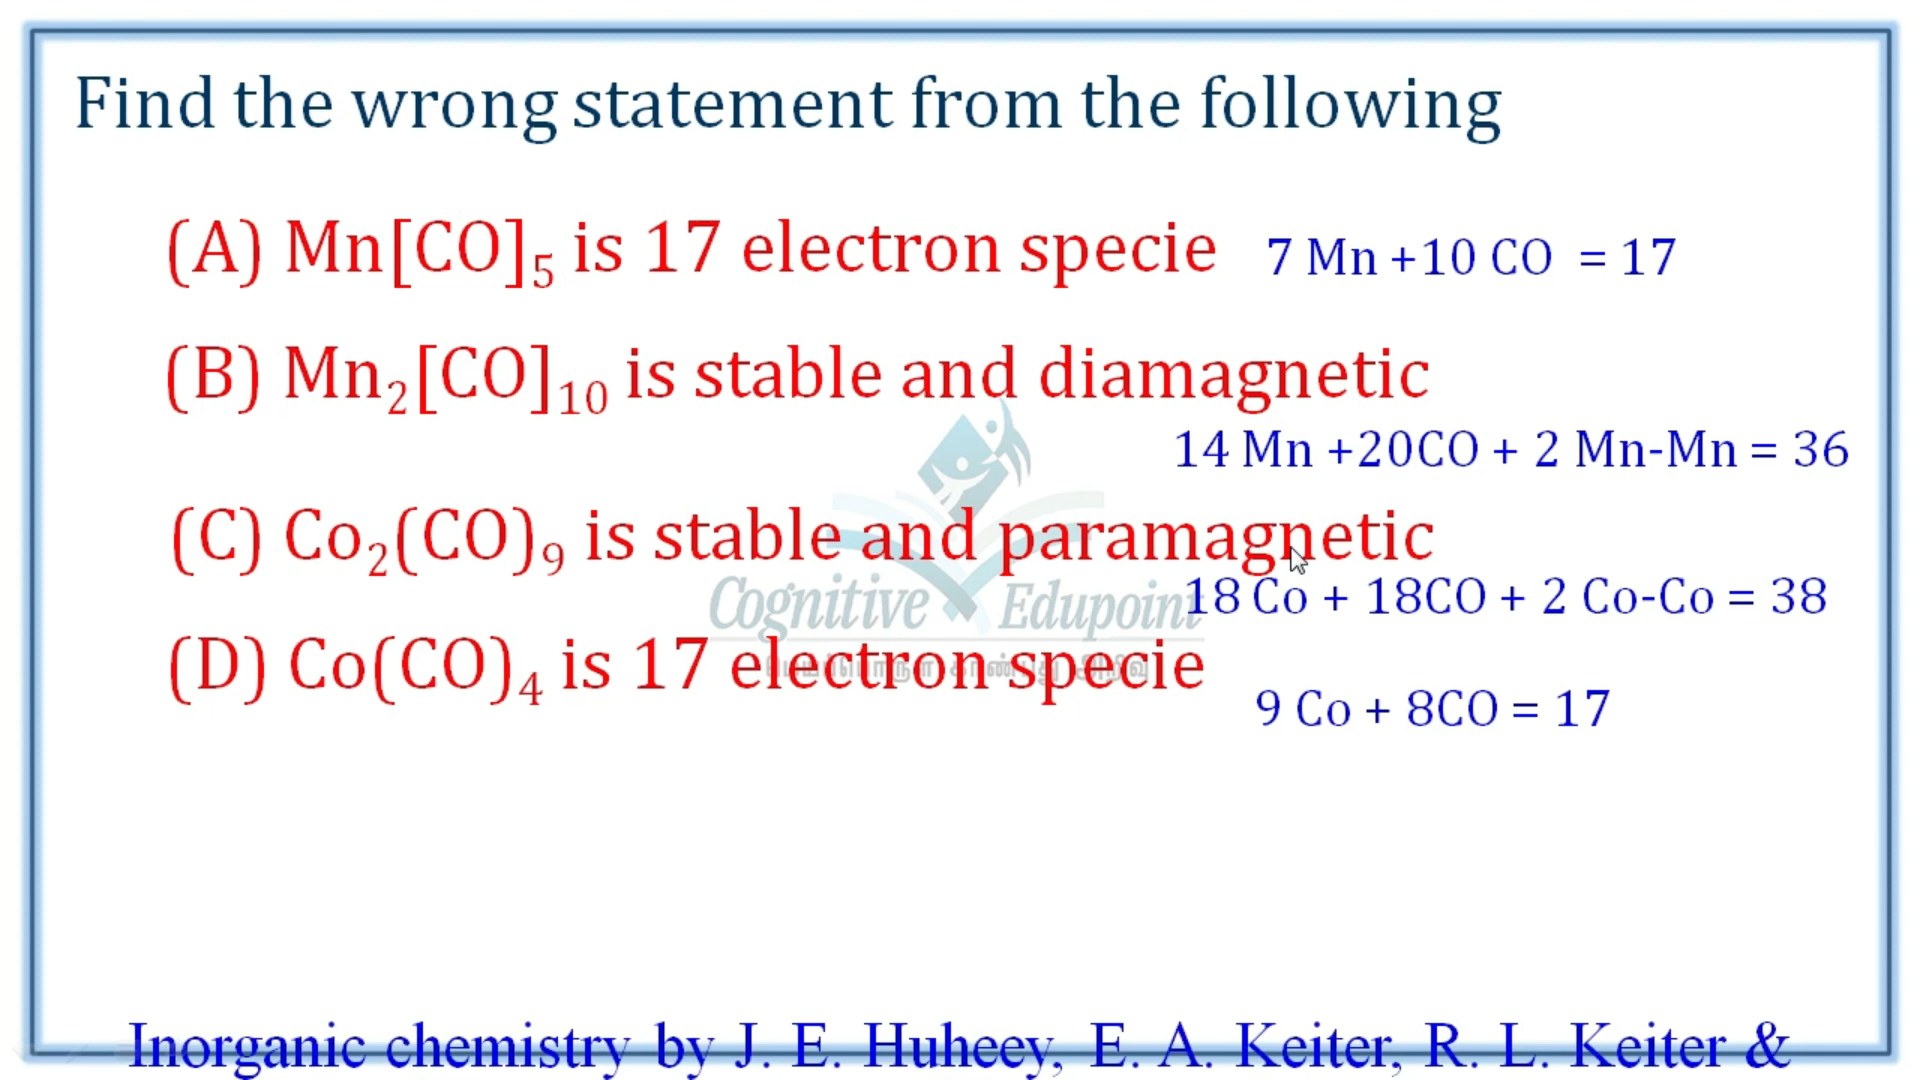 Find the wrong statement from the following
(A) Mn[CO]₅ is 17 electron specie 7 Mn +10 CO = 17
(B) Mn₂[CO]₁₀ is stable and diamagnetic
14 Mn +20CO + 2 Mn-Mn = 36
(C) Co₂(CO)₉ is stable and paramagnetic
18 Co + 18CO + 2 Co-Co = 38
Cognitive Edupoint
(D) Co(CO)₄ is 17 electron specie
9 Co + 8CO = 17
Inorganic chemistry by J. E. Huheey, E. A. Keiter, R. L. Keiter &